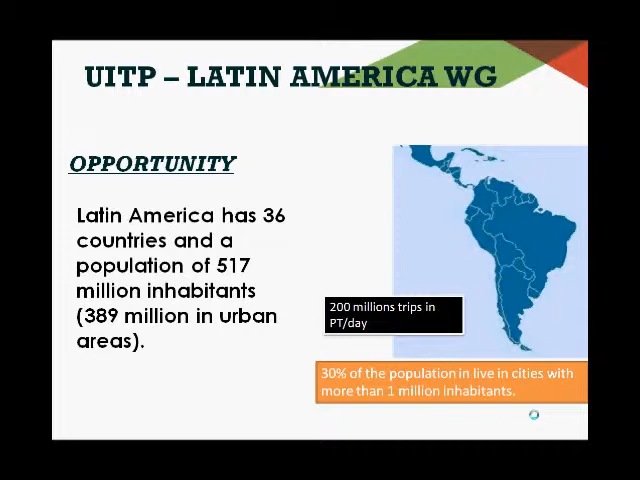 UITP – LATIN AMERICA WG
OPPORTUNITY
Latin America has 36
countries and a
population of 517
million inhabitants
(389 million in urban
areas).
200 millions trips in
PT/day
30% of the population in live in cities with
more than 1 million inhabitants.